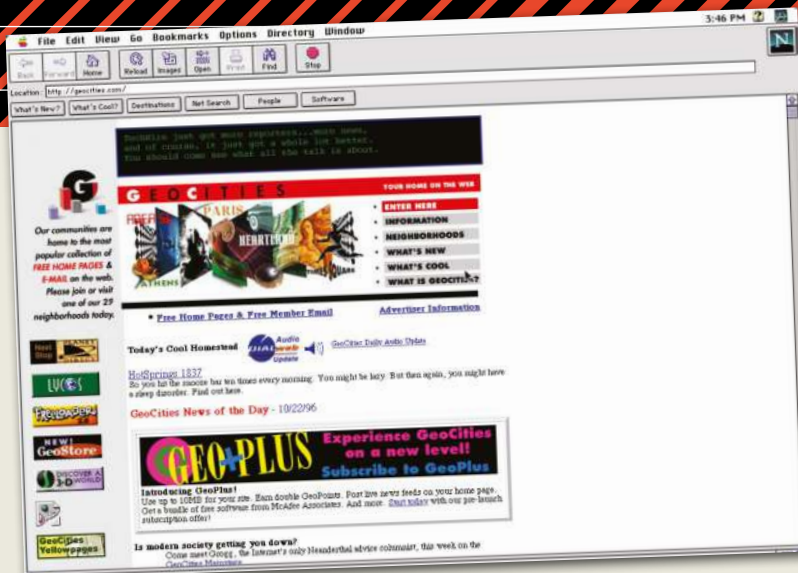 File Edit View Go Bookmarks Options Directory Window
3:46 PM
Back Forward Home Reload Images Open Print Find Stop
N
Location: http://geocities.com/
What's New? What's Cool? Destinations Net Search People Software
just got more reporters...more news,
and of course, it just got a whole lot better.
You should come see what all the talk is about.
G
Our communities are
home to the most
popular collection of
FREE HOME PAGES &
E-MAIL on the web.
Please join or visit
one of our 29
neighborhoods today.
GEOCITIES
YOUR HOME ON THE WEB
PARIS
HEARTLAND
ATHENS
TIMES SQUARE
• ENTER HERE
• INFORMATION
• NEIGHBORHOODS
• WHAT'S NEW
• WHAT'S COOL
• WHAT IS GEOCITIES?
* Free Home Pages & Free Member Email
Advertiser Information
Today's Cool Homestead
Audio
web
Update
GeoCities Daily Audio Update
HotSprings 1837
So you hit the snooze bar ten times every morning. You might be lazy. But then again, you might have
a sleep disorder. Find out here.
GeoCities News of the Day - 10/22/96
GEO+PLUS
Experience GeoCities
on a new level!
Subscribe to GeoPlus
Introducing GeoPlus!
Use up to 10MB for your site. Earn double GeoPoints. Post live news feeds on your home page.
Get a bundle of free software from McAfee Associates. And more. Start today with our pre-launch
subscription offer!
Is modern society getting you down?
Come meet Grogg, the Internet's only Neanderthal advice columnist, this week on the
GeoCities
Next
Stop
PLANET
DIRECT
LYCOS
FREELOADER!
NEW!
GeoStore
DISCOVER A
3-D WORLD!
GeoCities
Yellowpages